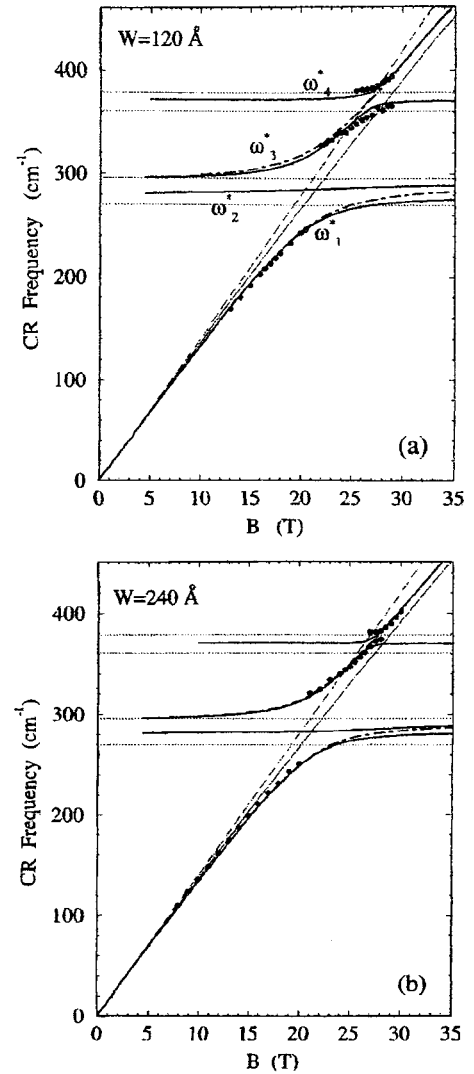 W=120 Å
400
300
200
100
0
CR Frequency (cm⁻¹)
ω*₄
ω*₃
ω*₂
ω*₁
(a)
0 5 10 15 20 25 30 35
B (T)
W=240 Å
400
300
200
100
0
CR Frequency (cm⁻¹)
(b)
0 5 10 15 20 25 30 35
B (T)